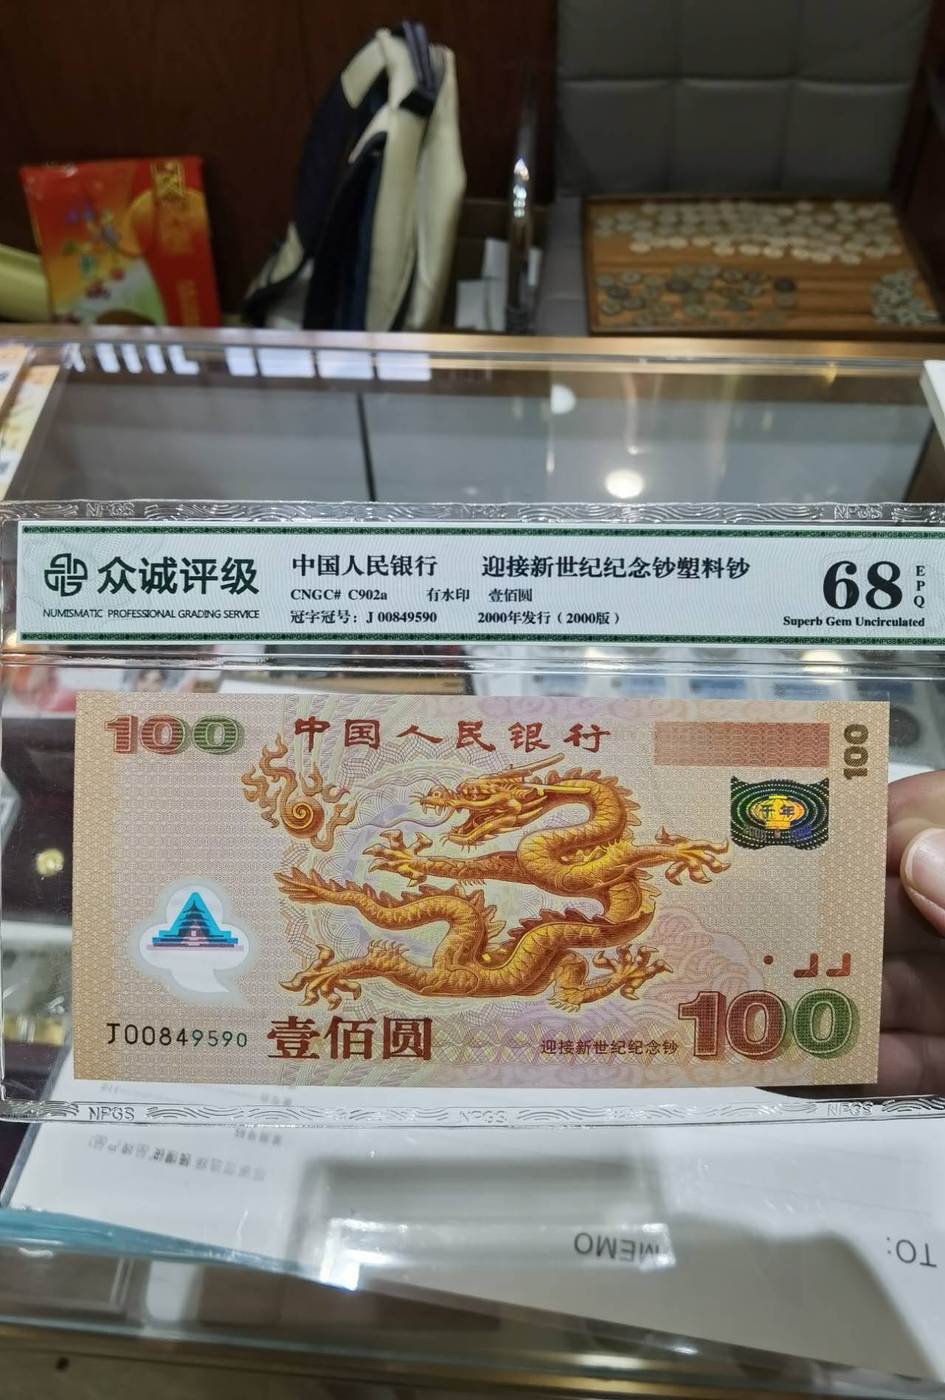 NPGS
NPGS
众诚评级
NUMISMATIC PROFESSIONAL GRADING SERVICE
中国人民银行 迎接新世纪纪念钞塑料钞
CNGC# C902a 有水印 壹佰圆
冠字冠号: J 00849590 2000年发行(2000版)
68
EPQ
Superb Gem Uncirculated
100
中国人民银行
100
千年
J00849590
壹佰圆
迎接新世纪纪念钞
100
NPGS
NPGS
NPGS
MEMO
TO: